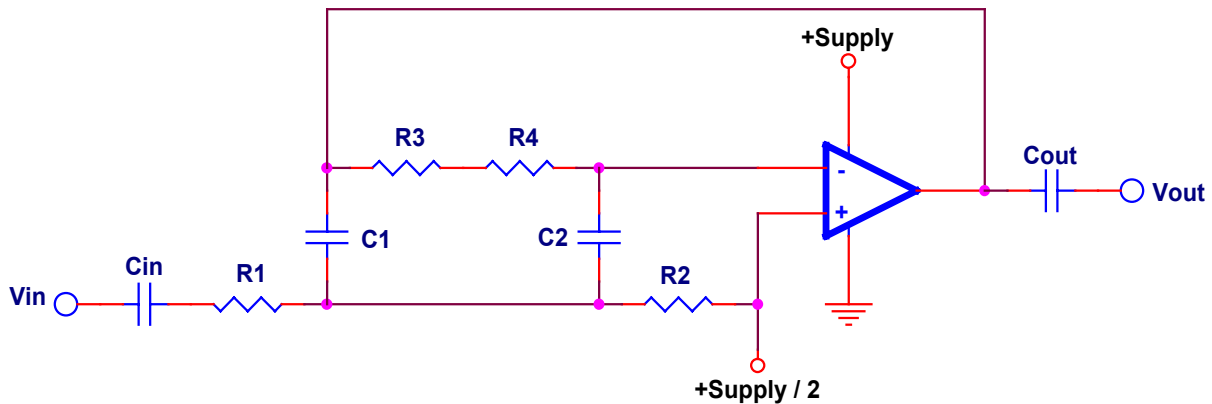 +Supply
R3
R4
-
+
Cout
Vout
C1
C2
Cin
R1
R2
Vin
+Supply / 2